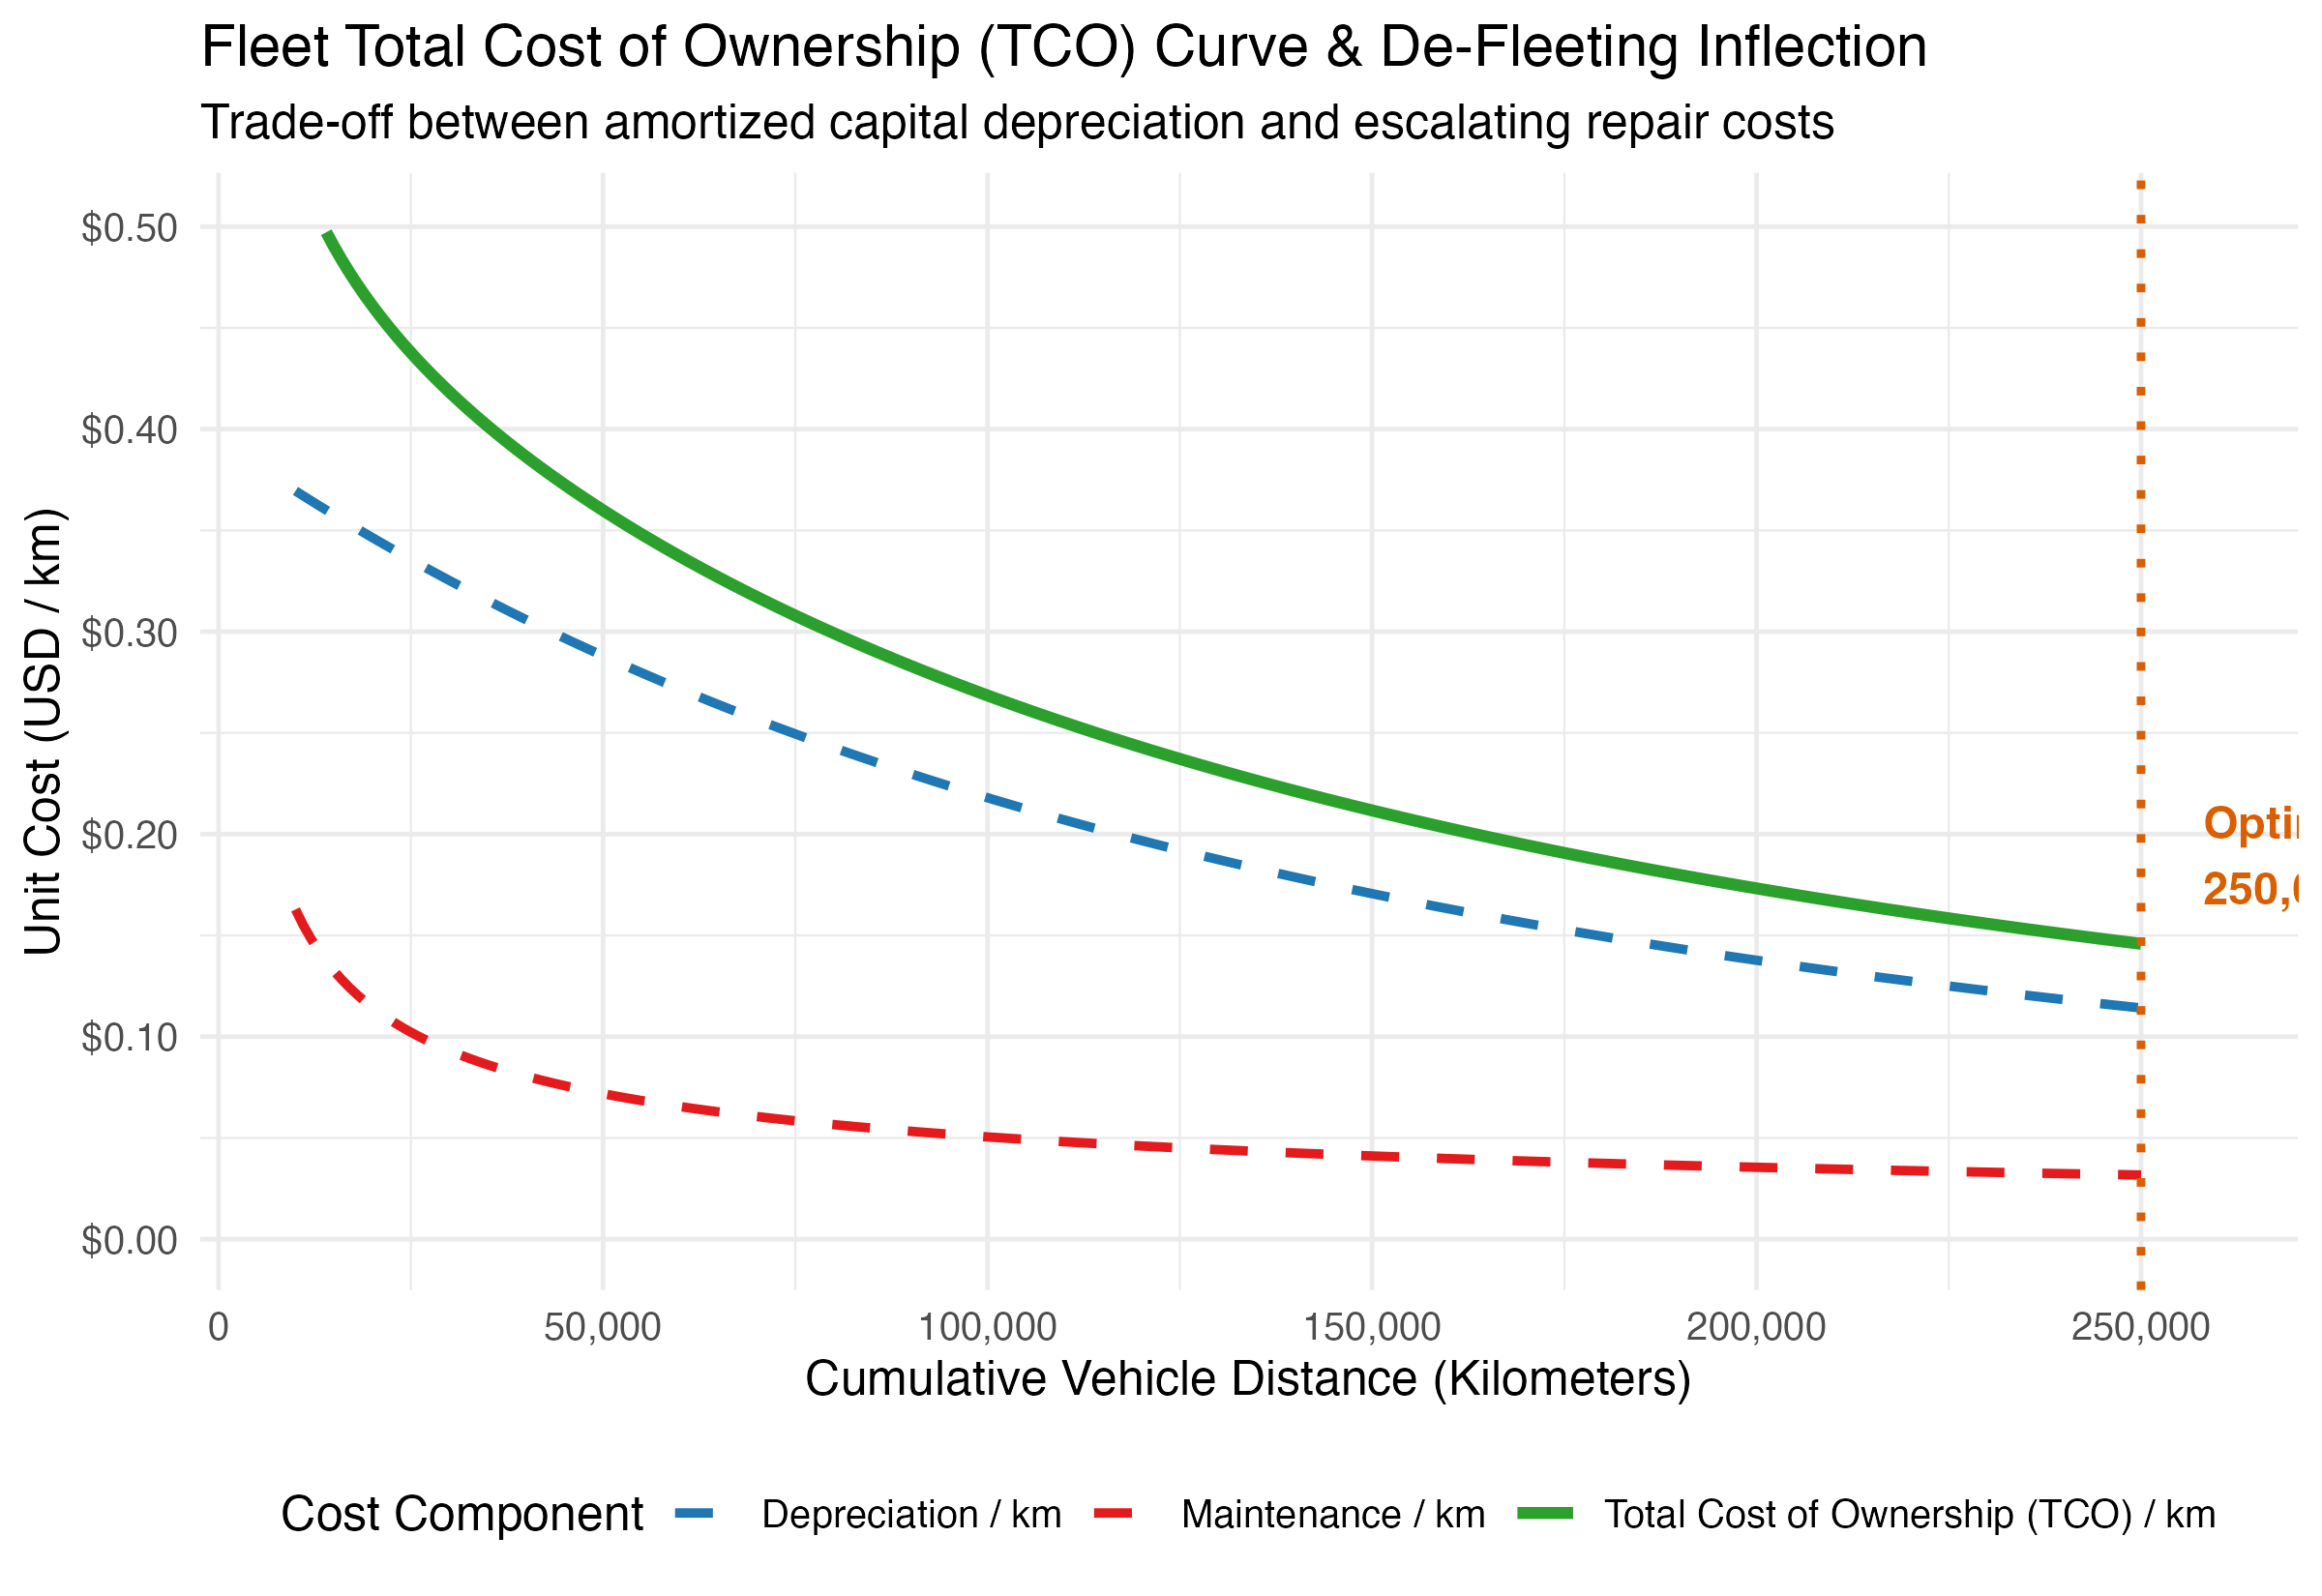 Fleet Total Cost of Ownership (TCO) Curve & De-Fleeting Inflection
Trade-off between amortized capital depreciation and escalating repair costs
Unit Cost (USD / km)
$0.50
$0.40
$0.30
$0.20
$0.10
$0.00
0
50,000
100,000
150,000
200,000
250,000
Cumulative Vehicle Distance (Kilometers)
Cost Component
Depreciation / km
Maintenance / km
Total Cost of Ownership (TCO) / km